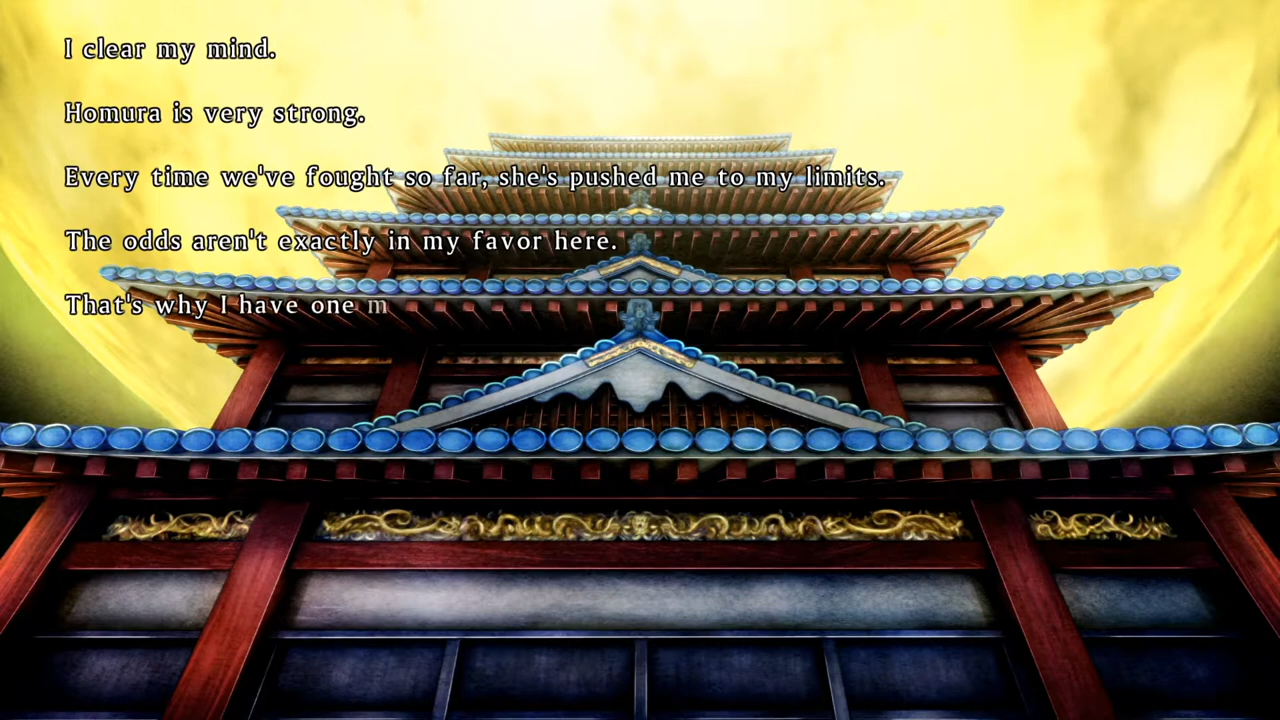 I clear my mind.
Homura is very strong.
Every time we've fought so far, she's pushed me to my limits.
The odds aren't exactly in my favor here.
That's why I have one m